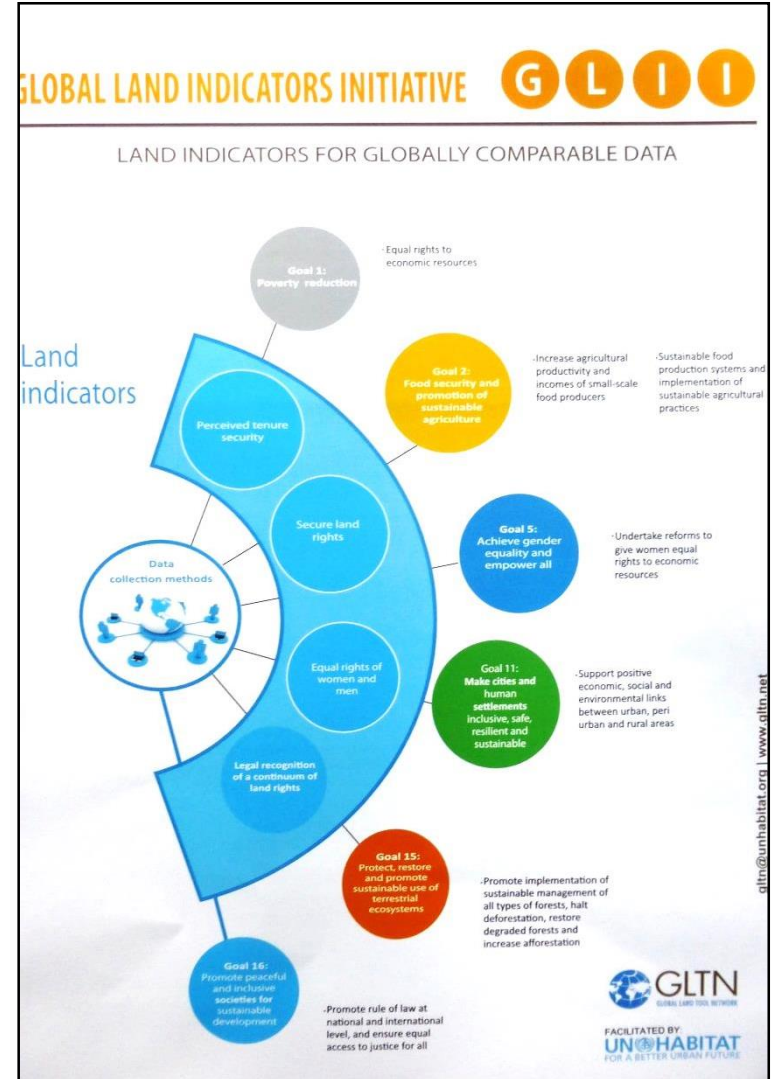 GLOBAL LAND INDICATORS INITIATIVE
G L I I
LAND INDICATORS FOR GLOBALLY COMPARABLE DATA
Goal 1:
Poverty reduction
·Equal rights to
economic resources
Land
indicators
Goal 2:
Food security and
promotion of
sustainable
agriculture
·Increase agricultural
productivity and
incomes of small-scale
food producers
·Sustainable food
production systems and
implementation of
sustainable agricultural
practices
Perceived tenure
security
Secure land
rights
Goal 5:
Achieve gender
equality and
empower all
·Undertake reforms to
give women equal
rights to economic
resources
Data
collection methods
Equal rights of
women and
men
Goal 11:
Make cities and
human
settlements
inclusive, safe,
resilient and
sustainable
·Support positive
economic, social and
environmental links
between urban, peri
urban and rural areas
Legal recognition
of a continuum of
land rights
Goal 15:
Protect, restore
and promote
sustainable use of
terrestrial
ecosystems
·Promote implementation of
sustainable management of
all types of forests, halt
deforestation, restore
degraded forests and
increase afforestation
Goal 16:
Promote peaceful
and inclusive
societies for
sustainable
development
·Promote rule of law at
national and international
level, and ensure equal
access to justice for all
gltn@unhabitat.org | www.gltn.net
GLTN
GLOBAL LAND TOOL NETWORK
FACILITATED BY:
UN HABITAT
FOR A BETTER URBAN FUTURE